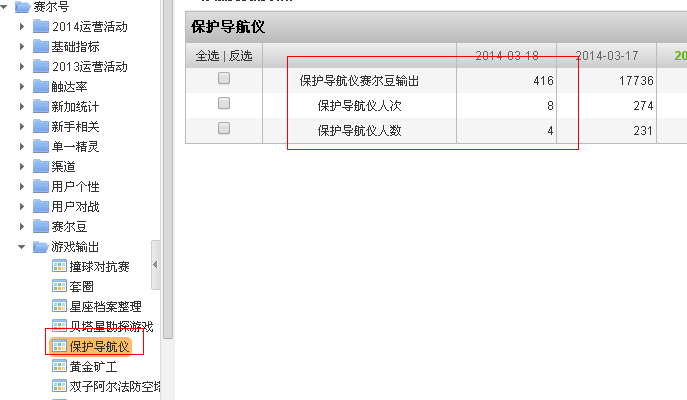 赛尔号
2014运营活动
基础指标
2013运营活动
触达率
新加统计
新手相关
单一精灵
渠道
用户个性
用户对战
赛尔豆
游戏输出
撞球对抗赛
套圈
星座档案整理
贝塔星勘探游戏
保护导航仪
黄金矿工
双子阿尔法防空塔
保护导航仪
全选 | 反选 2014-03-18 2014-03-17 20
保护导航仪赛尔豆输出 416 17736
保护导航仪人次 8 274
保护导航仪人数 4 231